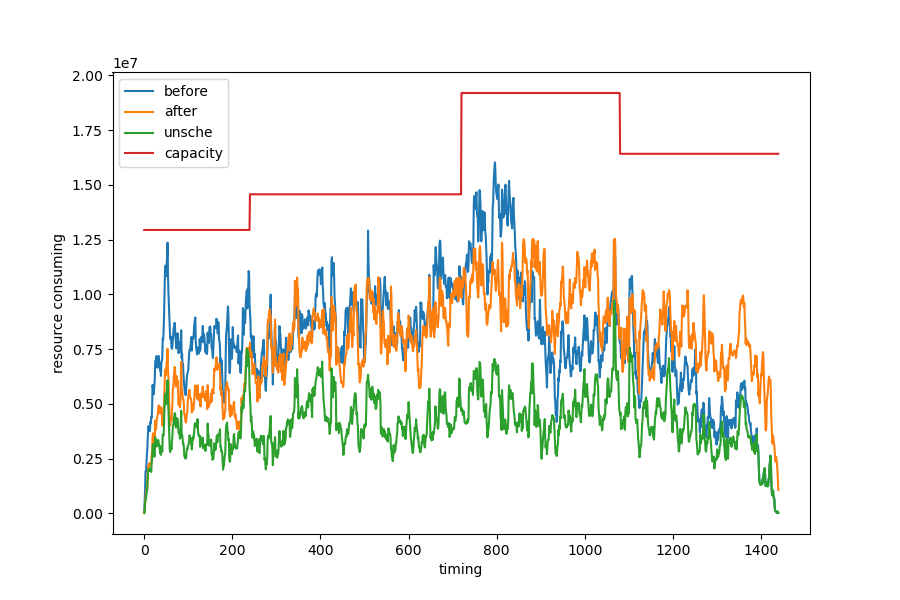 1e7
2.00
1.75
1.50
1.25
1.00
0.75
0.50
0.25
0.00
resource consuming
before
after
unsche
capacity
0 200 400 600 800 1000 1200 1400
timing